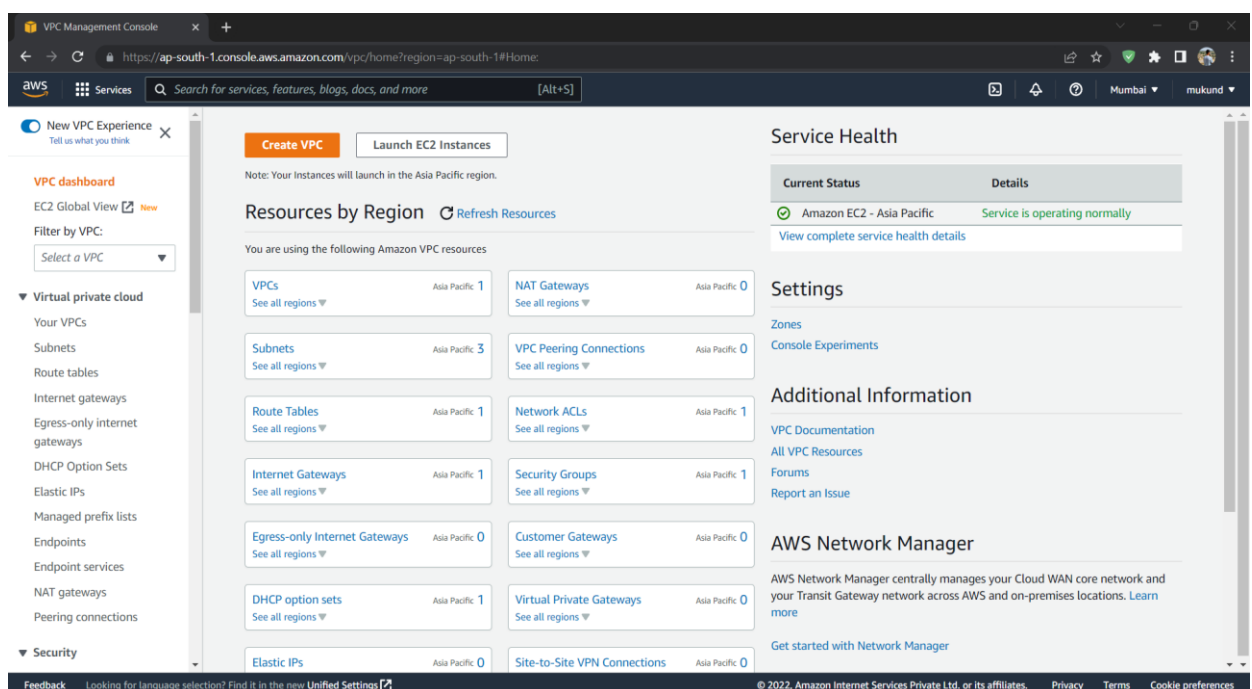 VPC Management Console
https://ap-south-1.console.aws.amazon.com/vpc/home?region=ap-south-1#Home:
aws
Services
Search for services, features, blogs, docs, and more
[Alt+S]
Mumbai
mukund
New VPC Experience
Tell us what you think
VPC dashboard
EC2 Global View New
Filter by VPC:
Select a VPC
Virtual private cloud
Your VPCs
Subnets
Route tables
Internet gateways
Egress-only internet
gateways
DHCP Option Sets
Elastic IPs
Managed prefix lists
Endpoints
Endpoint services
NAT gateways
Peering connections
Security
Create VPC
Launch EC2 Instances
Note: Your Instances will launch in the Asia Pacific region.
Resources by Region Refresh Resources
You are using the following Amazon VPC resources
VPCs Asia Pacific 1
See all regions
NAT Gateways Asia Pacific 0
See all regions
Subnets Asia Pacific 3
See all regions
VPC Peering Connections Asia Pacific 0
See all regions
Route Tables Asia Pacific 1
See all regions
Network ACLs Asia Pacific 1
See all regions
Internet Gateways Asia Pacific 1
See all regions
Security Groups Asia Pacific 1
See all regions
Egress-only Internet Gateways Asia Pacific 0
See all regions
Customer Gateways Asia Pacific 0
See all regions
DHCP option sets Asia Pacific 1
See all regions
Virtual Private Gateways Asia Pacific 0
See all regions
Elastic IPs Asia Pacific 0
Site-to-Site VPN Connections Asia Pacific 0
Service Health
Current Status Details
Amazon EC2 - Asia Pacific Service is operating normally
View complete service health details
Settings
Zones
Console Experiments
Additional Information
VPC Documentation
All VPC Resources
Forums
Report an Issue
AWS Network Manager
AWS Network Manager centrally manages your Cloud WAN core network and
your Transit Gateway network across AWS and on-premises locations. Learn
more
Get started with Network Manager
Feedback
Looking for language selection? Find it in the new Unified Settings
© 2022, Amazon Internet Services Private Ltd. or its affiliates.
Privacy
Terms
Cookie preferences